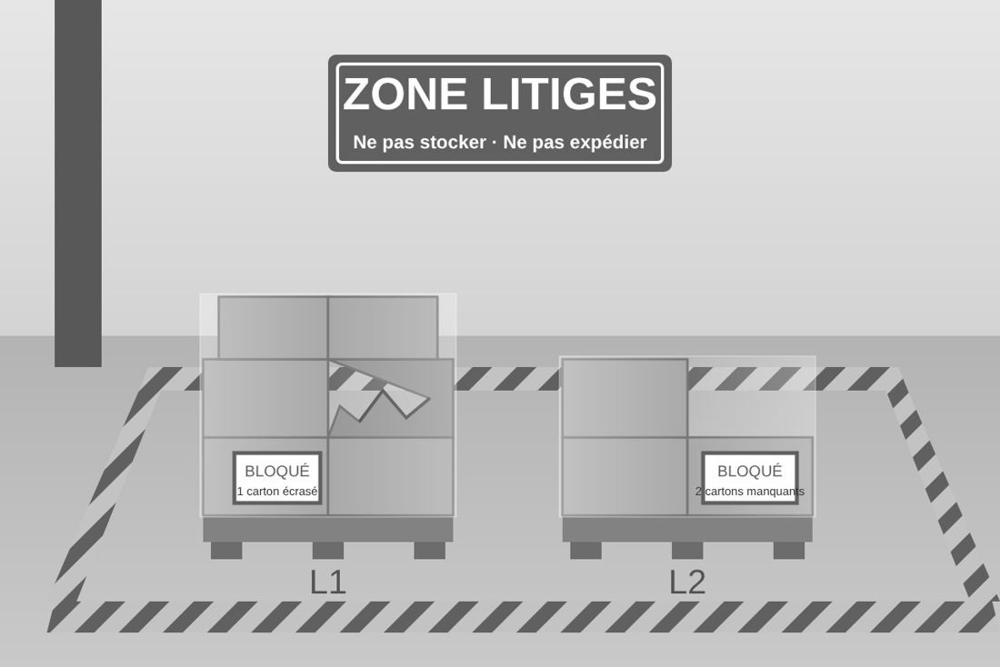 ZONE LITIGES
Ne pas stocker · Ne pas expédier
BLOQUÉ
1 carton écrasé
BLOQUÉ
2 cartons manquants
L1
L2